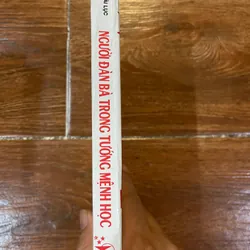 NGƯỜI ĐÀN BÀ TRONG TƯỚNG MỆNH HỌC